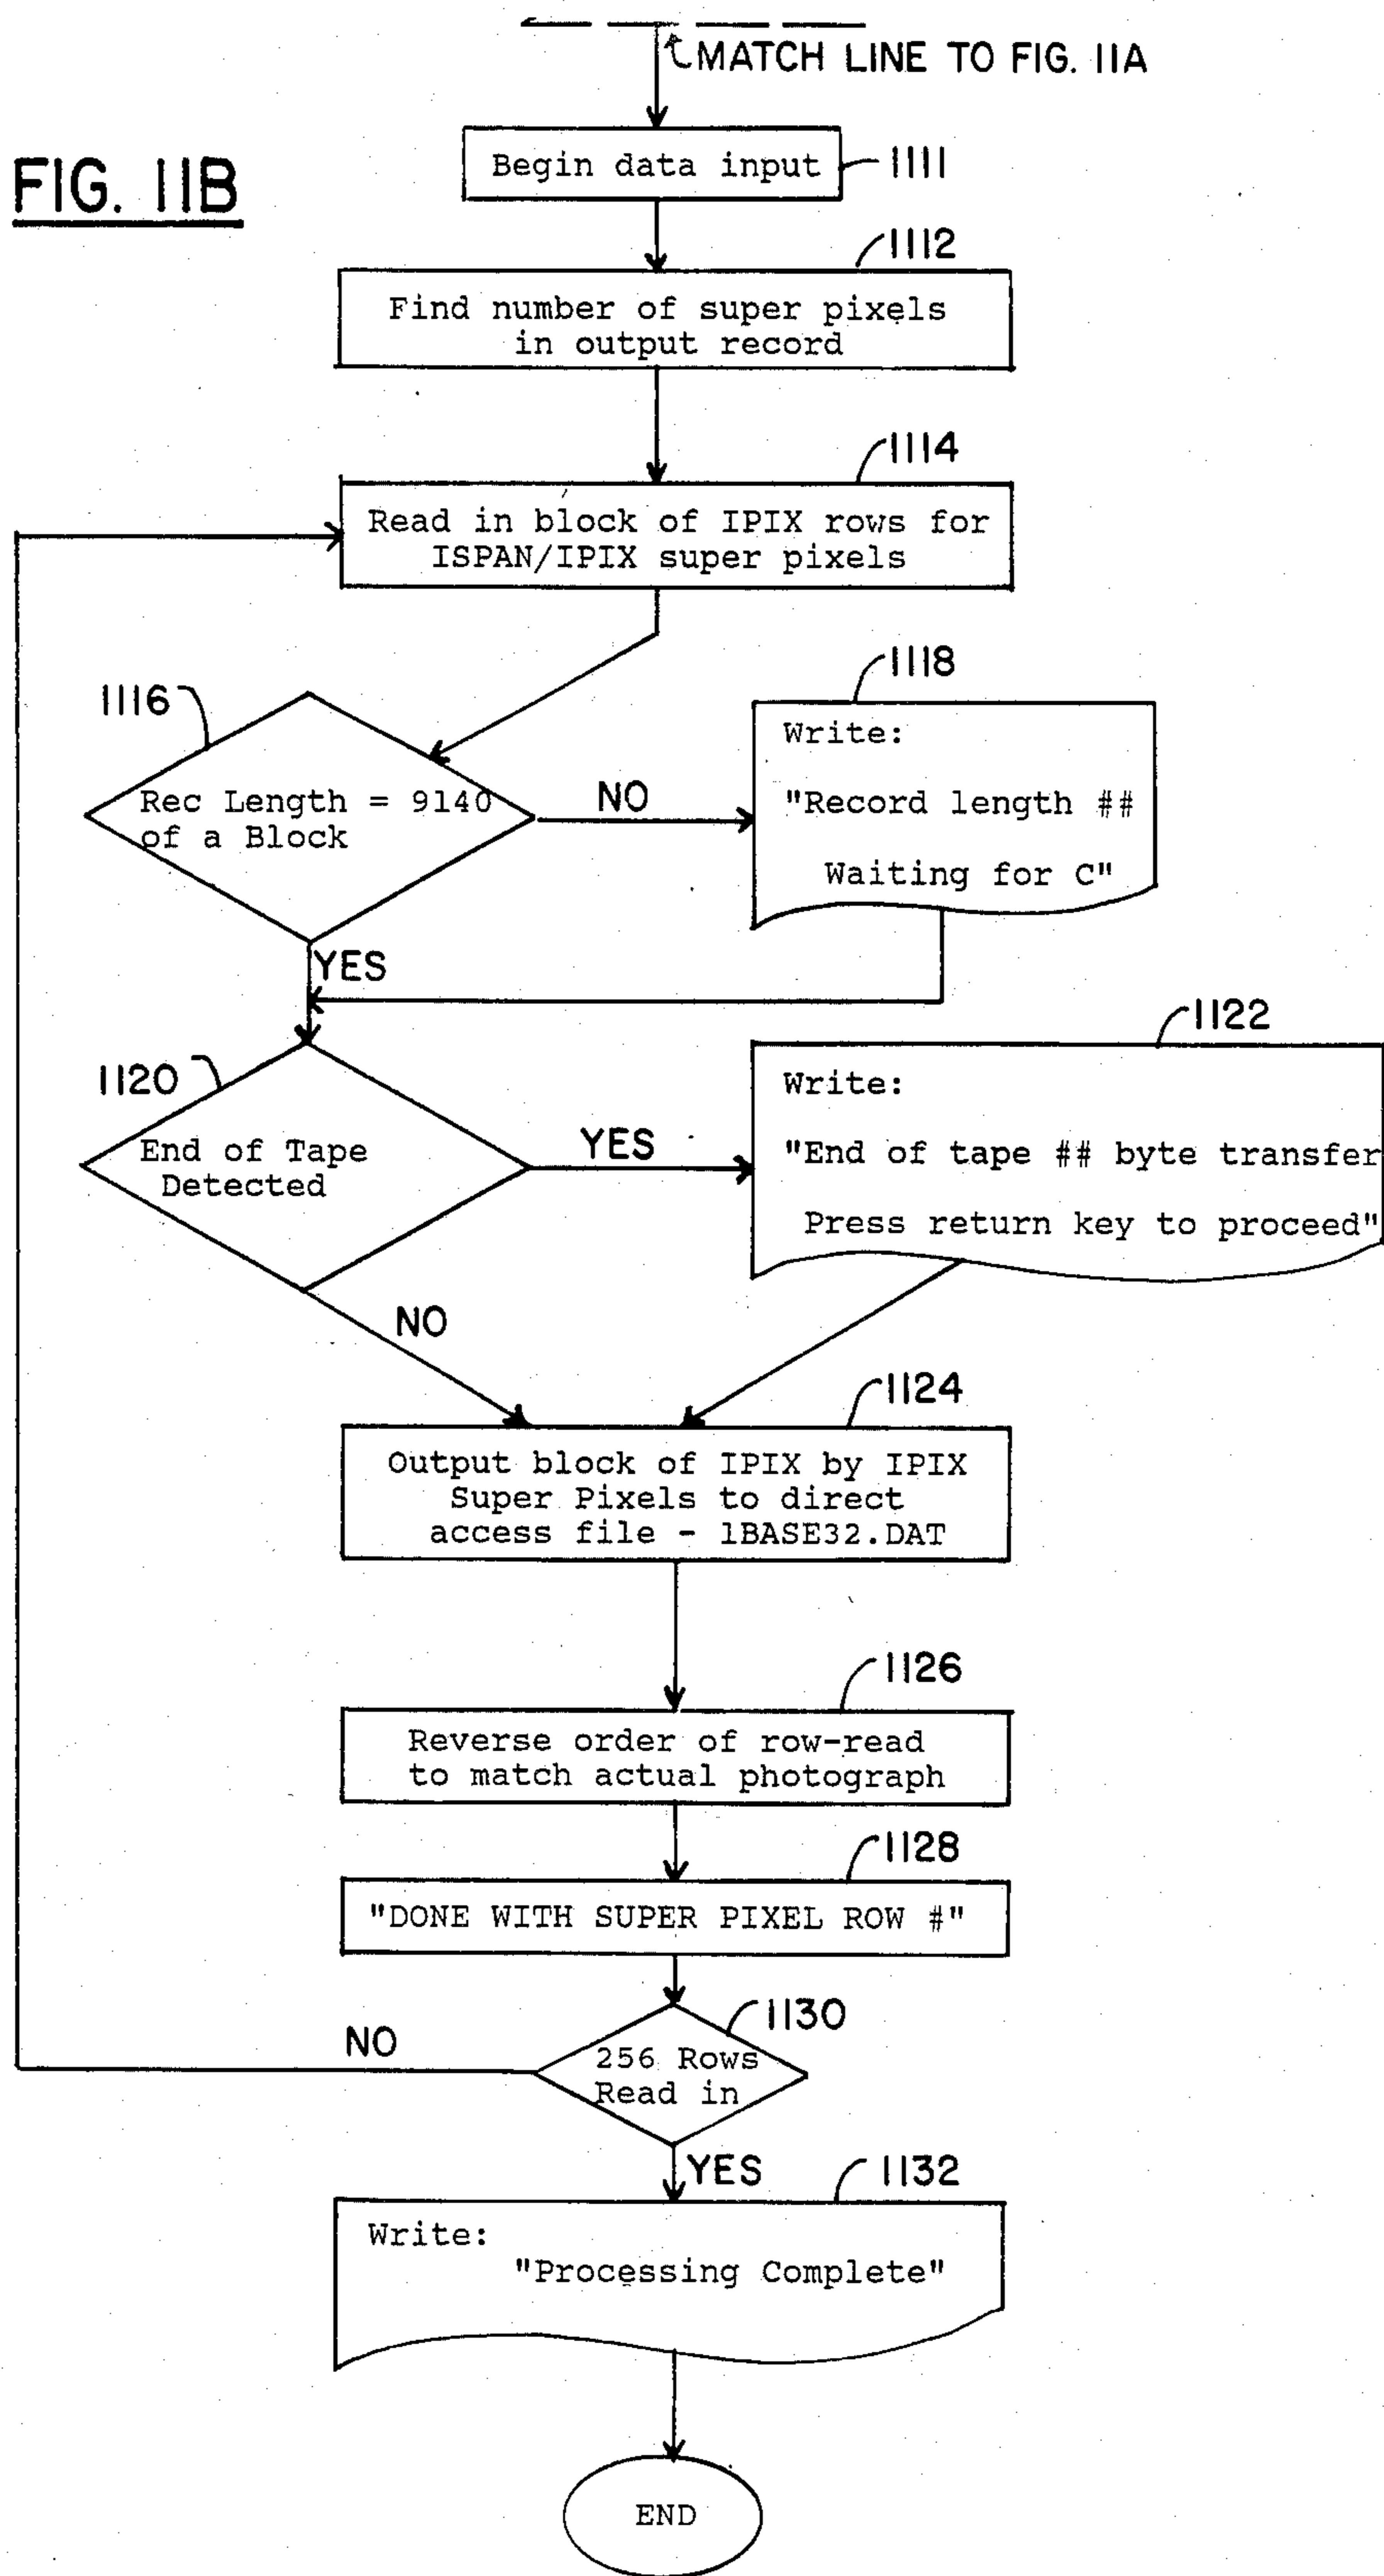 MATCH LINE TO FIG. 11A
FIG. 11B
Begin data input
1111
1112
Find number of super pixels
in output record
1114
Read in block of IPIX rows for
ISPAN/IPIX super pixels
1116
Rec Length = 9140
of a Block
NO
1118
Write:
"Record length ##
Waiting for C"
YES
1120
End of Tape
Detected
YES
1122
Write:
"End of tape ## byte transfer
Press return key to proceed"
NO
1124
Output block of IPIX by IPIX
Super Pixels to direct
access file - 1BASE32.DAT
1126
Reverse order of row-read
to match actual photograph
1128
"DONE WITH SUPER PIXEL ROW #"
1130
256 Rows
Read in
NO
YES
1132
Write:
"Processing Complete"
END